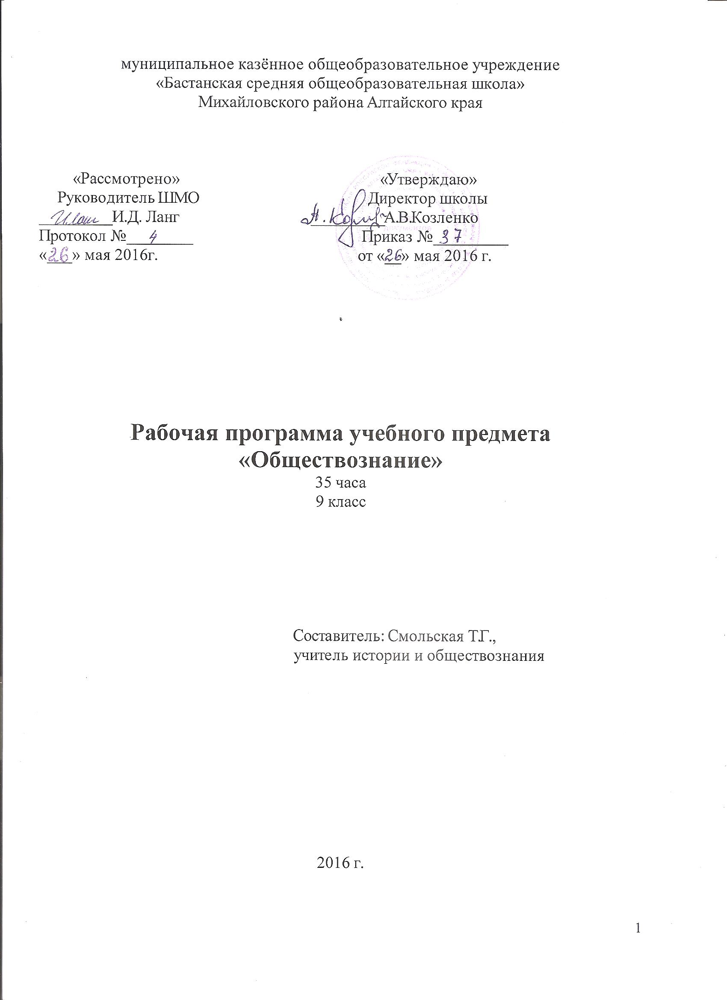 муниципальное казённое общеобразовательное учреждение
«Бастанская средняя общеобразовательная школа»
Михайловского района Алтайского края
«Рассмотрено»
Руководитель ШМО
И.Д. Ланг
Протокол № 4
«26» мая 2016г.
«Утверждаю»
Директор школы
А.В.Козленко
Приказ № 37
от «26» мая 2016 г.
документов
Рабочая программа учебного предмета
«Обществознание»
35 часа
9 класс
Составитель: Смольская Т.Г.,
учитель истории и обществознания
2016 г.
1